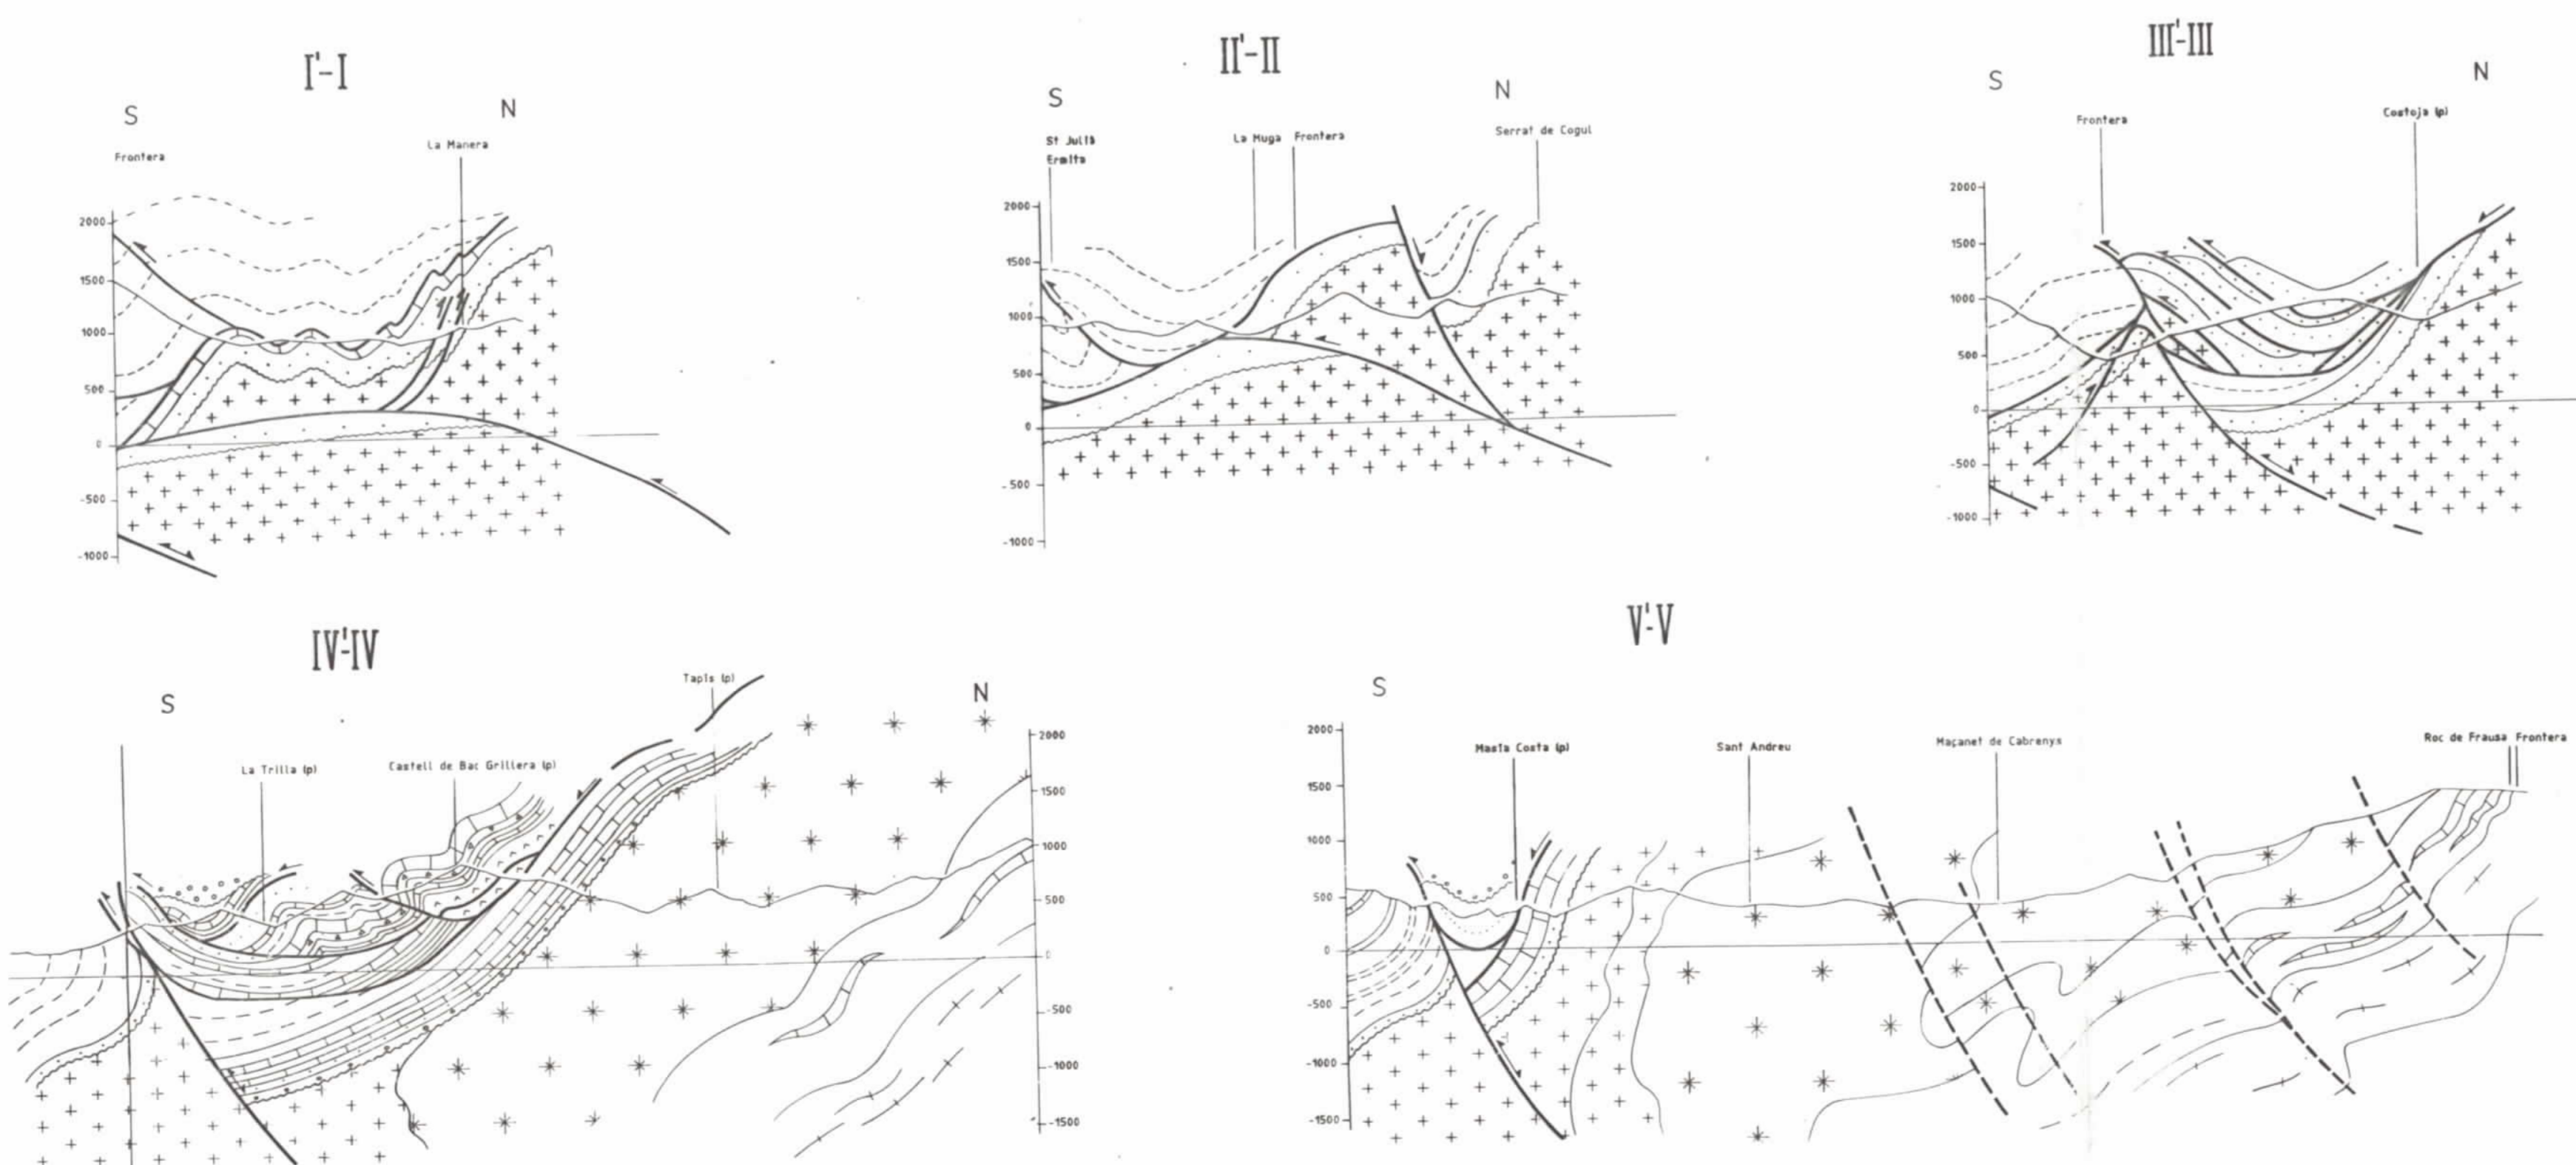 I'-I
S
N
Frontera
La Manera
2000
1500
1000
500
0
-500
-1000
II'-II
S
N
St Julià
Ermita
La Muga
Frontera
Serrat de Cogul
2000
1500
1000
500
0
-500
-1000
III'-III
S
N
Frontera
Costoja (p)
2000
1500
1000
500
0
-500
-1000
IV'-IV
S
N
La Trilla (p)
Castell de Bac Grillera (p)
Tapis (p)
2000
1500
1000
500
0
-500
-1000
-1500
V'-V
S
Masia Costa (p)
Sant Andreu
Maçanet de Cabrenys
Roc de Frausa Frontera
2000
1500
1000
500
0
-500
-1000
-1500